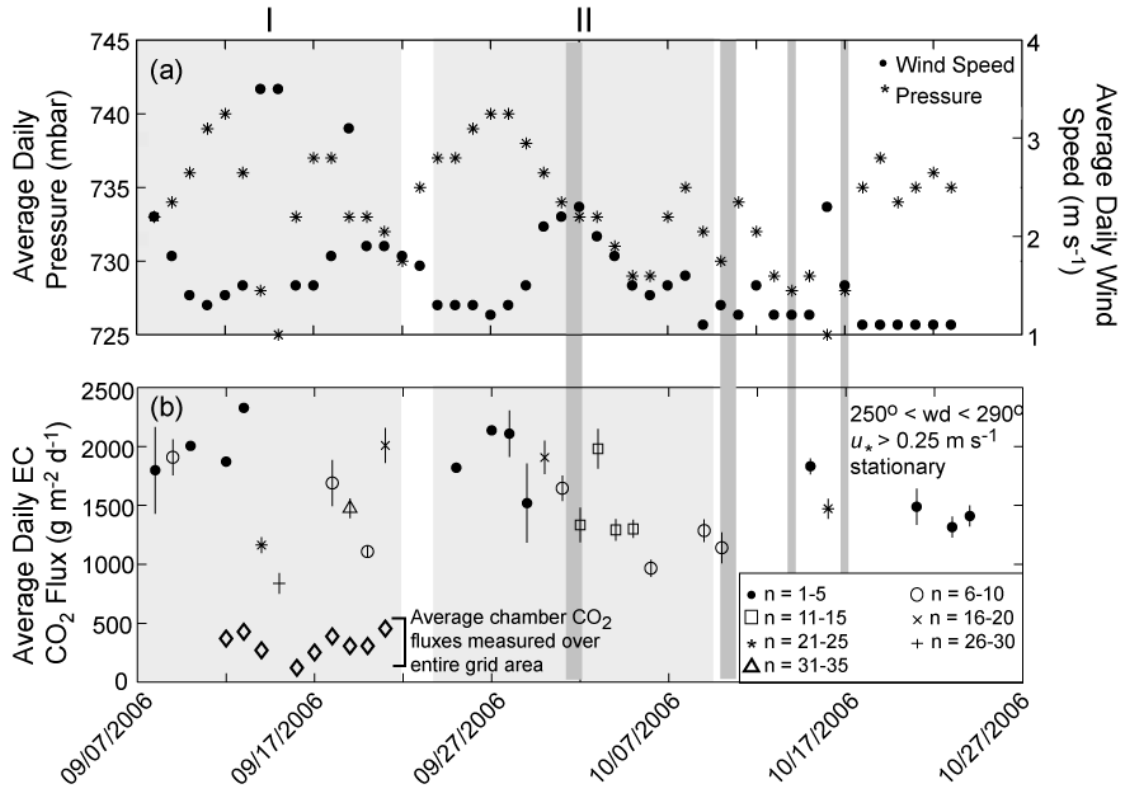 I
II
745
740
735
730
725
Average Daily
Pressure (mbar)
(a)
• Wind Speed
* Pressure
4
3
2
1
Average Daily Wind
Speed (m s⁻¹)
2500
2000
1500
1000
500
0
Average Daily EC
CO₂ Flux (g m⁻² d⁻¹)
(b)
250º < wd < 290º
u* > 0.25 m s⁻¹
stationary
Average chamber CO₂
fluxes measured over
entire grid area
• n = 1-5
○ n = 6-10
□ n = 11-15
× n = 16-20
* n = 21-25
+ n = 26-30
△ n = 31-35
09/07/2006
09/17/2006
09/27/2006
10/07/2006
10/17/2006
10/27/2006